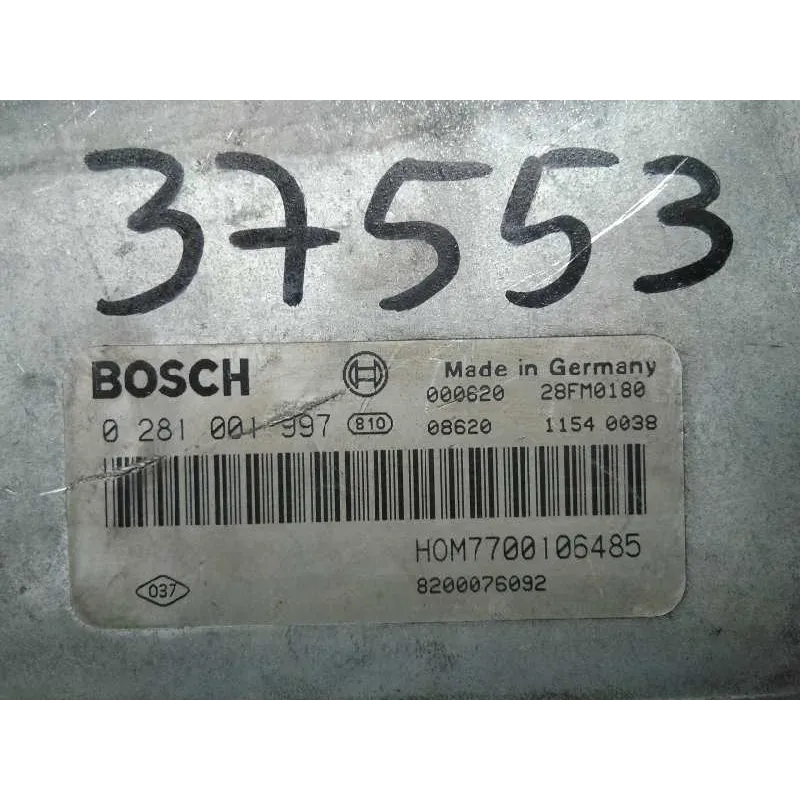 37553
BOSCH Made in Germany
000620 28FM0180
0 281 001 997 810 08620 1154 0038
HOM7700106485
037 8200076092